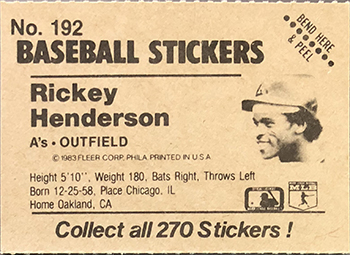 No. 192
BEND HERE
& PEEL
BASEBALL STICKERS
Rickey
Henderson
A's • OUTFIELD
© 1983 FLEER CORP. PHILA. PRINTED IN U.S.A.
Height 5'10'', Weight 180, Bats Right, Throws Left
Born 12-25-58, Place Chicago, IL
Home Oakland, CA
Collect all 270 Stickers!